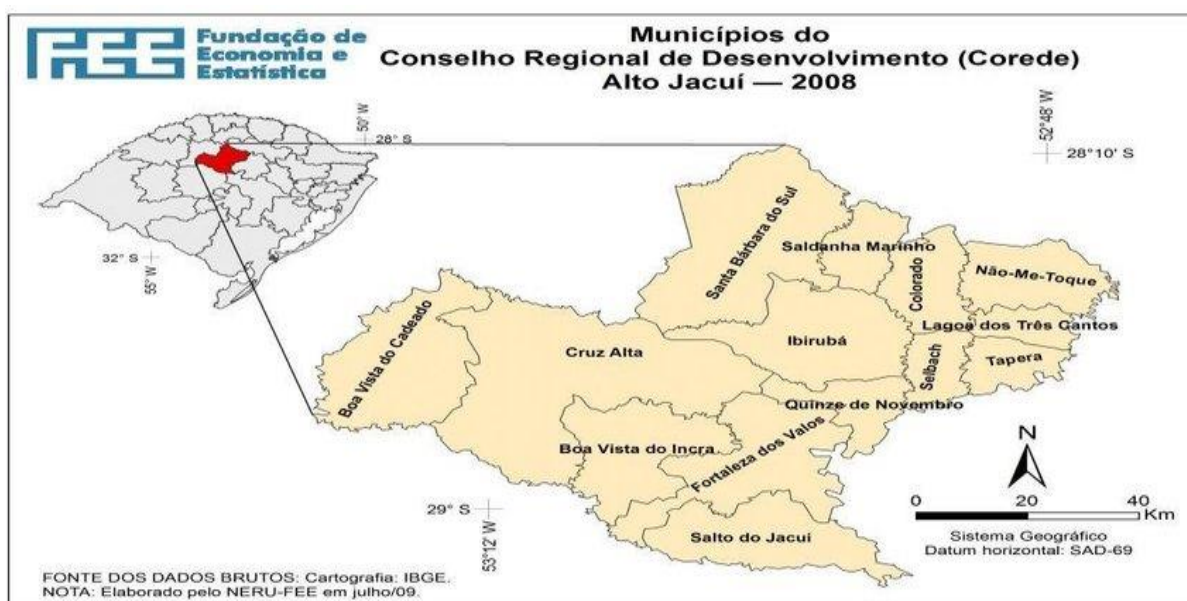 FEE Fundação de
Economia e
Estatística
Municípios do
Conselho Regional de Desenvolvimento (Corede)
Alto Jacuí — 2008
50° W
28° S
52°48' W
28°10' S
32° S
55° W
Santa Bárbara do Sul
Saldanha Marinho
Colorado
Não-Me-Toque
Lagoa dos Três Cantos
Ibirubá
Selbach
Tapera
Boa Vista do Cadeado
Cruz Alta
Quinze de Novembro
Boa Vista do Incra
Fortaleza dos Valos
Salto do Jacuí
29° S
53°12' W
N
0 20 40
Km
Sistema Geográfico
Datum horizontal: SAD-69
FONTE DOS DADOS BRUTOS: Cartografia: IBGE.
NOTA: Elaborado pelo NERU-FEE em julho/09.